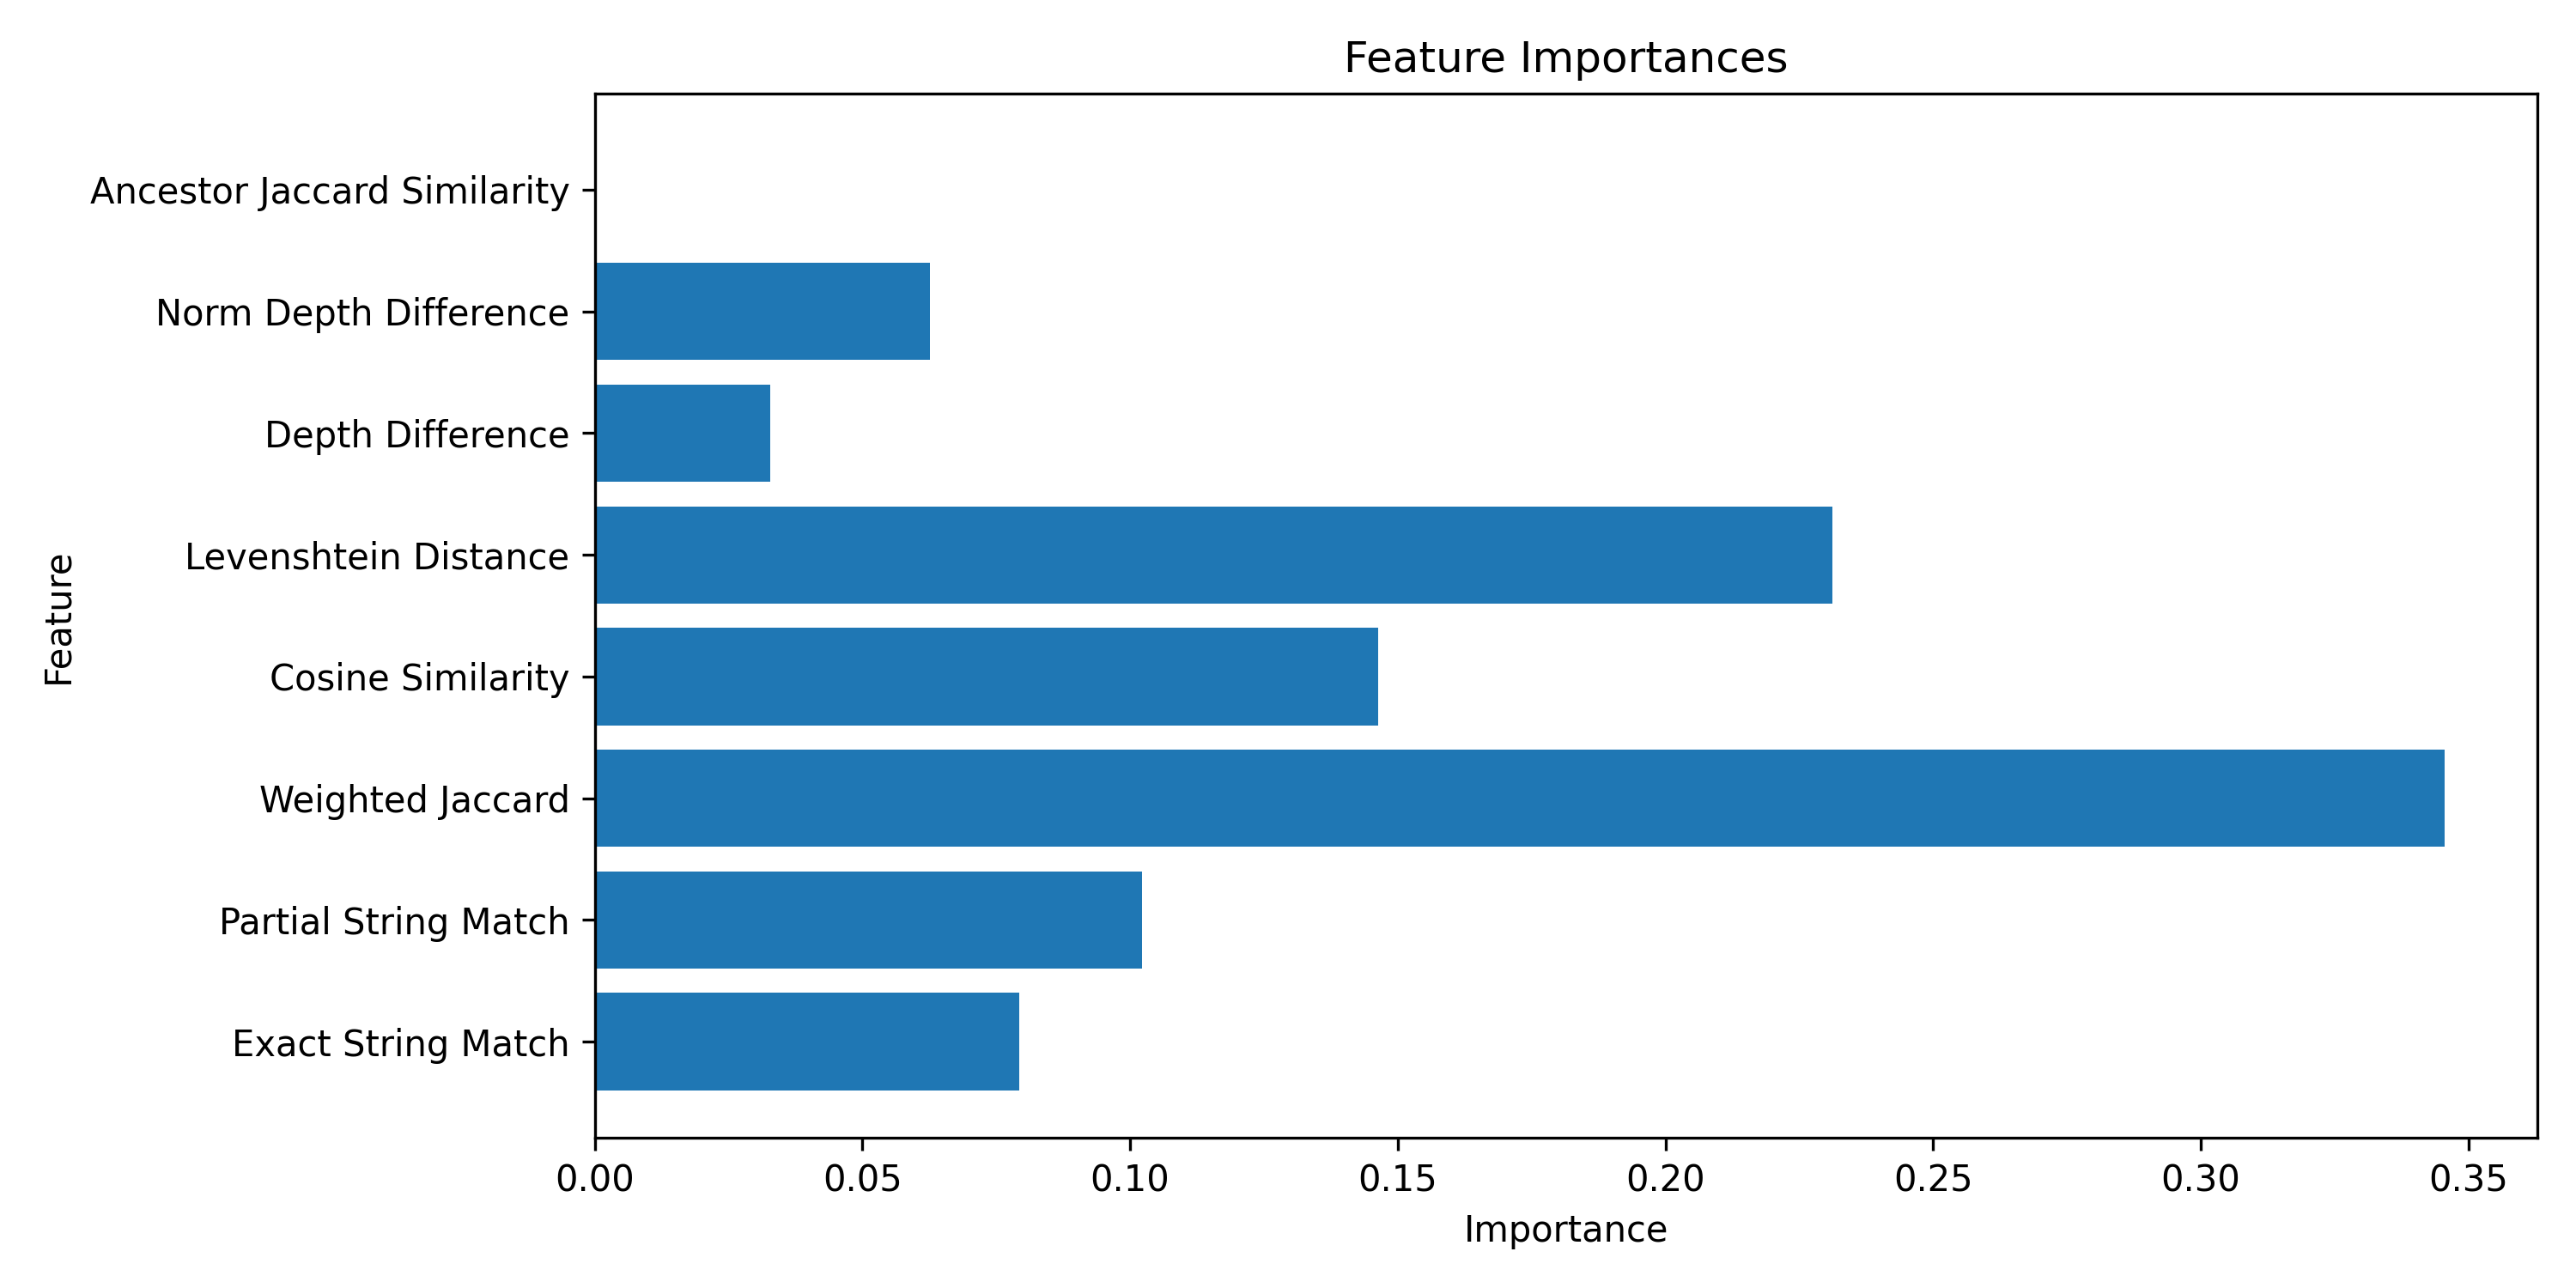 Feature Importances
Ancestor Jaccard Similarity
Norm Depth Difference
Depth Difference
Levenshtein Distance
Cosine Similarity
Weighted Jaccard
Partial String Match
Exact String Match
Feature
0.00 0.05 0.10 0.15 0.20 0.25 0.30 0.35
Importance